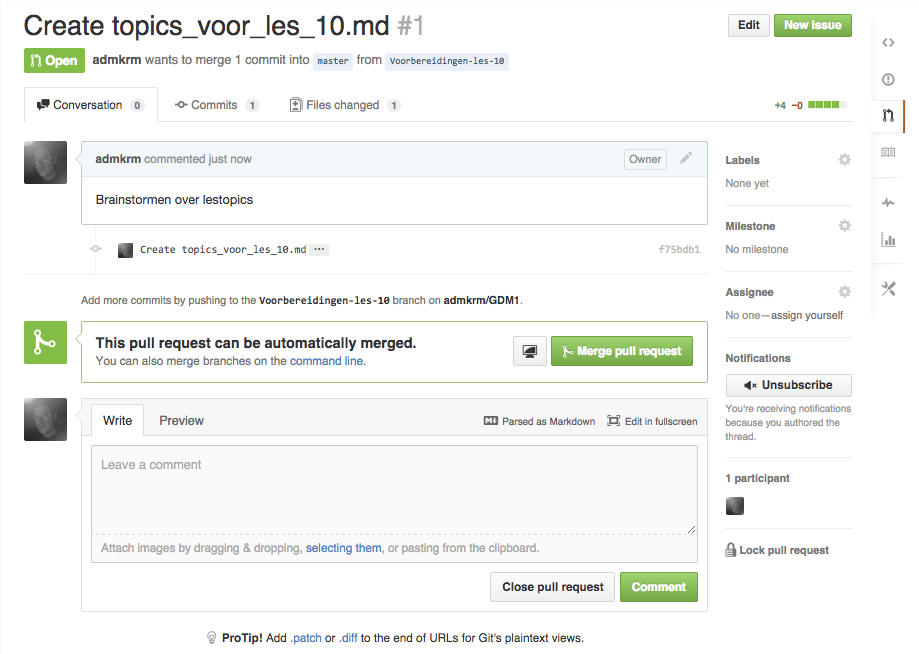 Create topics_voor_les_10.md #1
Edit New issue
Open admkrm wants to merge 1 commit into master from Voorbereidingen-les-10
Conversation 0 Commits 1 Files changed 1 +4 −0
admkrm commented just now Owner
Brainstormen over lestopics
Create topics_voor_les_10.md ... f75bdb1
Add more commits by pushing to the Voorbereidingen-les-10 branch on admkrm/GDM1.
This pull request can be automatically merged.
You can also merge branches on the command line.
Merge pull request
Write Preview Parsed as Markdown Edit in fullscreen
Leave a comment
Attach images by dragging & dropping, selecting them, or pasting from the clipboard.
Close pull request Comment
ProTip! Add .patch or .diff to the end of URLs for Git's plaintext views.
Labels
None yet
Milestone
No milestone
Assignee
No one—assign yourself
Notifications
Unsubscribe
You're receiving notifications
because you authored the
thread.
1 participant
Lock pull request